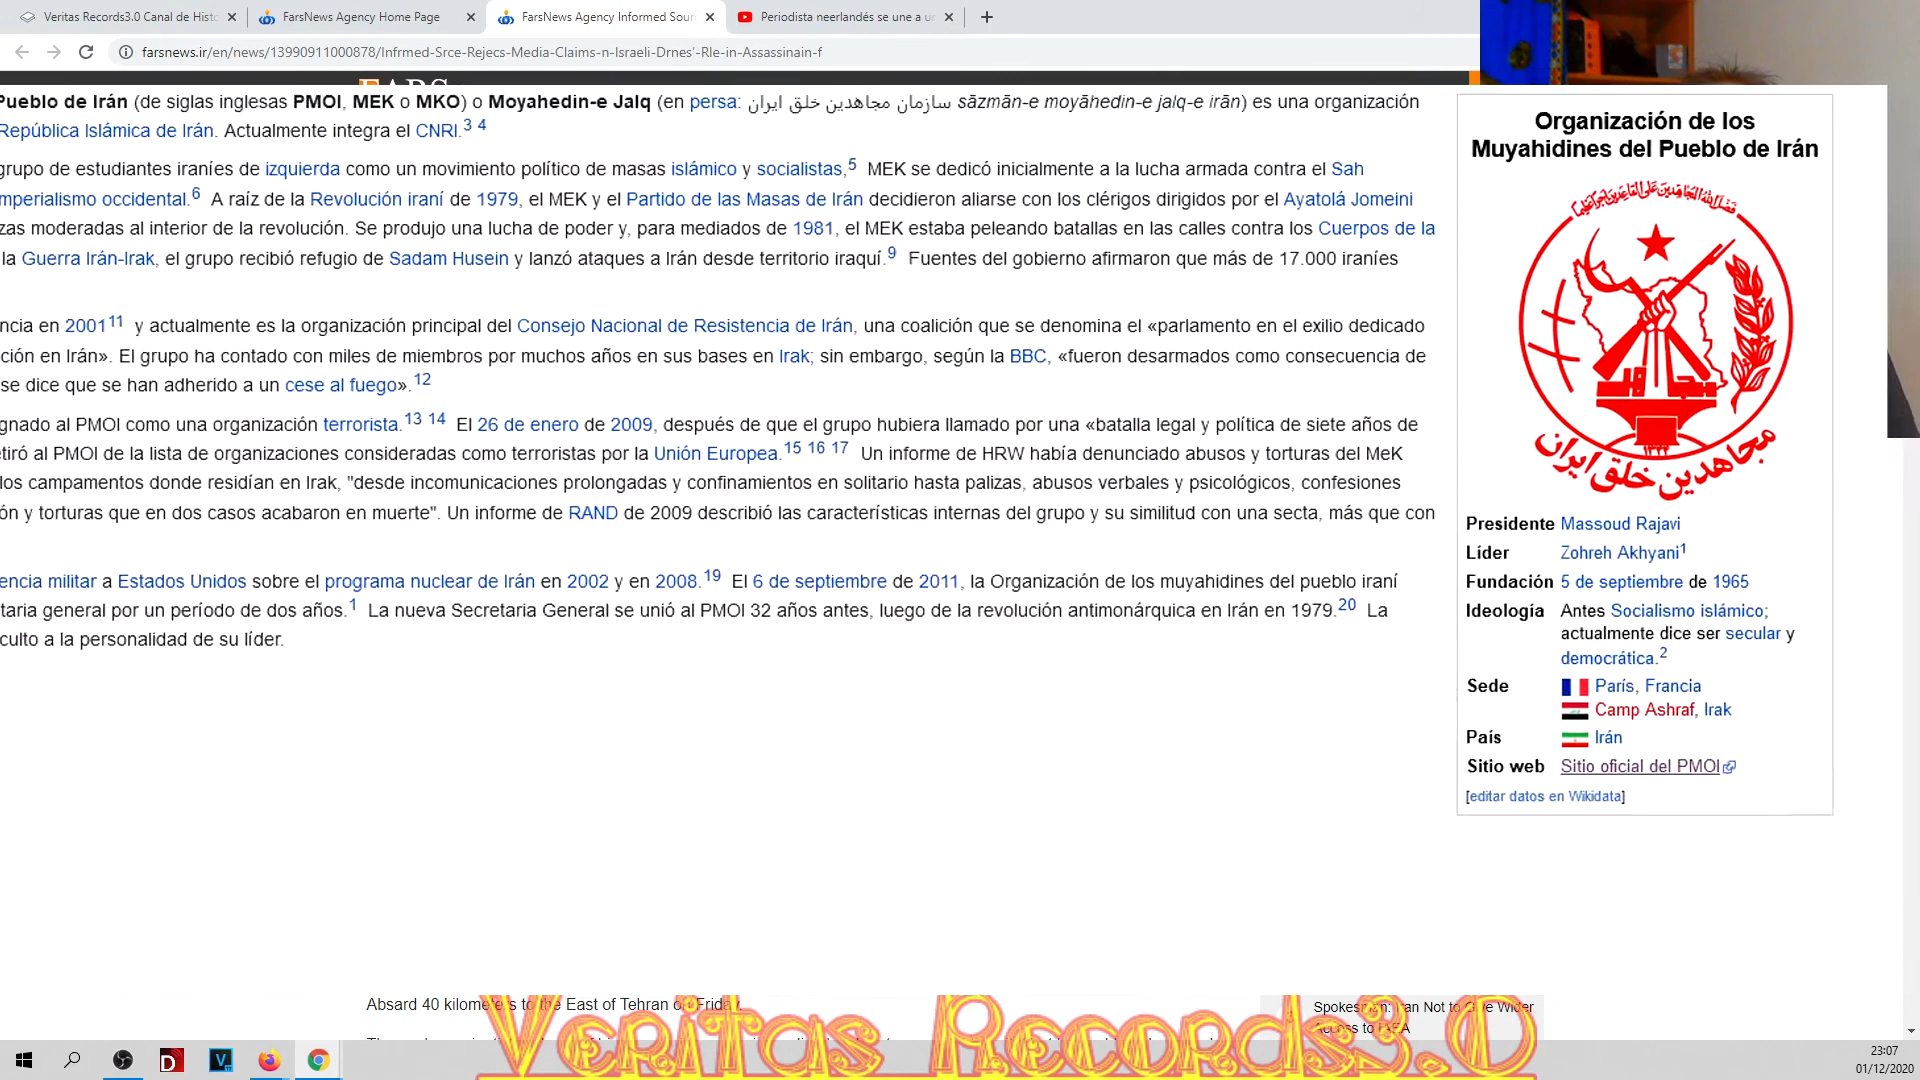 Veritas Records3.0 Canal de Histo
FarsNews Agency Home Page
FarsNews Agency Informed Sour
Periodista neerlandés se une a un
farsnews.ir/en/news/13990911000878/Infrmed-Srce-Rejecs-Media-Claims-n-Israeli-Drnes'-Rle-in-Assassinain-f
FARS
Pueblo de Irán (de siglas inglesas PMOI, MEK o MKO) o Moyahedin-e Jalq (en persa: سازمان مجاهدين خلق ايران sāzmān-e moyāhedin-e jalq-e irān) es una organización
República Islámica de Irán. Actualmente integra el CNRI.3 4
grupo de estudiantes iraníes de izquierda como un movimiento político de masas islámico y socialistas,5 MEK se dedicó inicialmente a la lucha armada contra el Sah
mperialismo occidental.6 A raíz de la Revolución iraní de 1979, el MEK y el Partido de las Masas de Irán decidieron aliarse con los clérigos dirigidos por el Ayatolá Jomeini
zas moderadas al interior de la revolución. Se produjo una lucha de poder y, para mediados de 1981, el MEK estaba peleando batallas en las calles contra los Cuerpos de la
la Guerra Irán-Irak, el grupo recibió refugio de Sadam Husein y lanzó ataques a Irán desde territorio iraquí.9 Fuentes del gobierno afirmaron que más de 17.000 iraníes
ncia en 200111 y actualmente es la organización principal del Consejo Nacional de Resistencia de Irán, una coalición que se denomina el «parlamento en el exilio dedicado
ción en Irán». El grupo ha contado con miles de miembros por muchos años en sus bases en Irak; sin embargo, según la BBC, «fueron desarmados como consecuencia de
se dice que se han adherido a un cese al fuego».12
gnado al PMOI como una organización terrorista.13 14 El 26 de enero de 2009, después de que el grupo hubiera llamado por una «batalla legal y política de siete años de
etiró al PMOI de la lista de organizaciones consideradas como terroristas por la Unión Europea.15 16 17 Un informe de HRW había denunciado abusos y torturas del MeK
los campamentos donde residían en Irak, "desde incomunicaciones prolongadas y confinamientos en solitario hasta palizas, abusos verbales y psicológicos, confesiones
ón y torturas que en dos casos acabaron en muerte". Un informe de RAND de 2009 describió las características internas del grupo y su similitud con una secta, más que con
encia militar a Estados Unidos sobre el programa nuclear de Irán en 2002 y en 2008.19 El 6 de septiembre de 2011, la Organización de los muyahidines del pueblo iraní
taria general por un período de dos años.1 La nueva Secretaria General se unió al PMOI 32 años antes, luego de la revolución antimonárquica en Irán en 1979.20 La
culto a la personalidad de su líder.
Organización de los
Muyahidines del Pueblo de Irán
مجاهدين خلق ايران
Presidente Massoud Rajavi
Líder Zohreh Akhyani1
Fundación 5 de septiembre de 1965
Ideología Antes Socialismo islámico;
actualmente dice ser secular y
democrática.2
Sede París, Francia
Camp Ashraf, Irak
País Irán
Sitio web Sitio oficial del PMOI
[editar datos en Wikidata]
Absard 40 kilometers to the East of Tehran on Friday.
Spokesman: Iran Not to Give Wider
Access to IAEA
Veritas Records3.0
23:07
01/12/2020